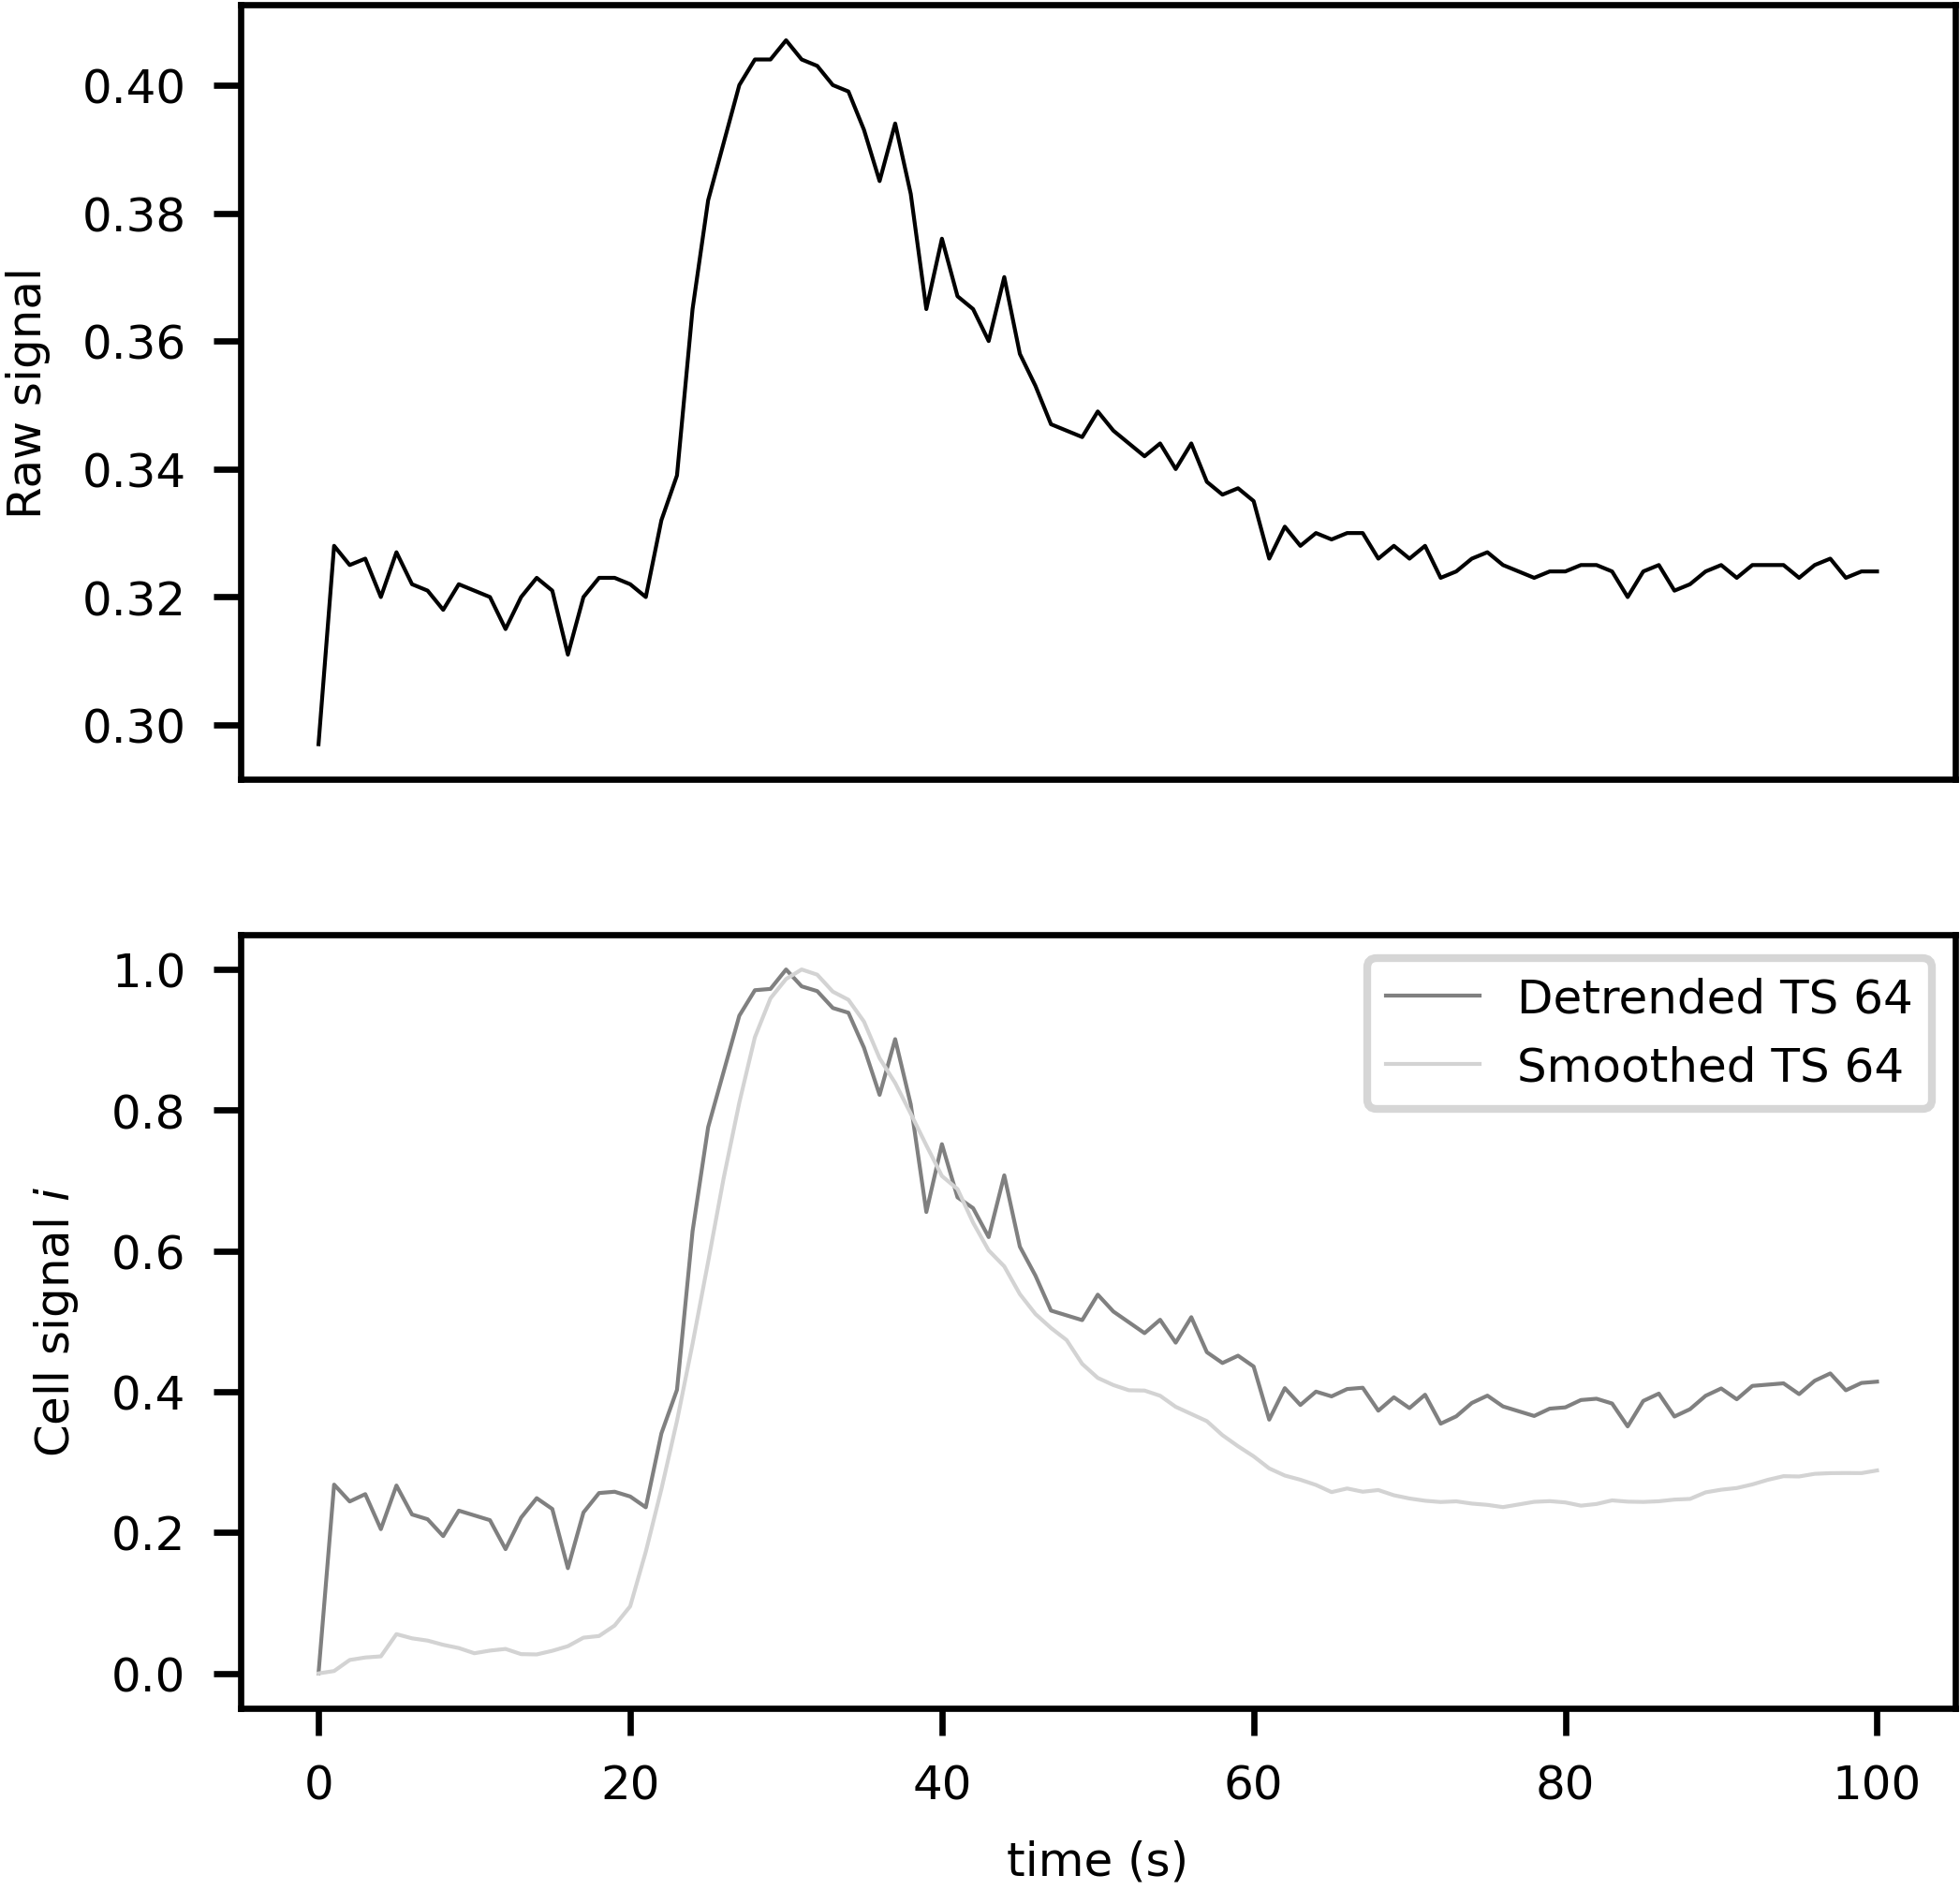 Raw signal
0.40
0.38
0.36
0.34
0.32
0.30
Cell signal i
1.0
0.8
0.6
0.4
0.2
0.0
Detrended TS 64
Smoothed TS 64
0 20 40 60 80 100
time (s)